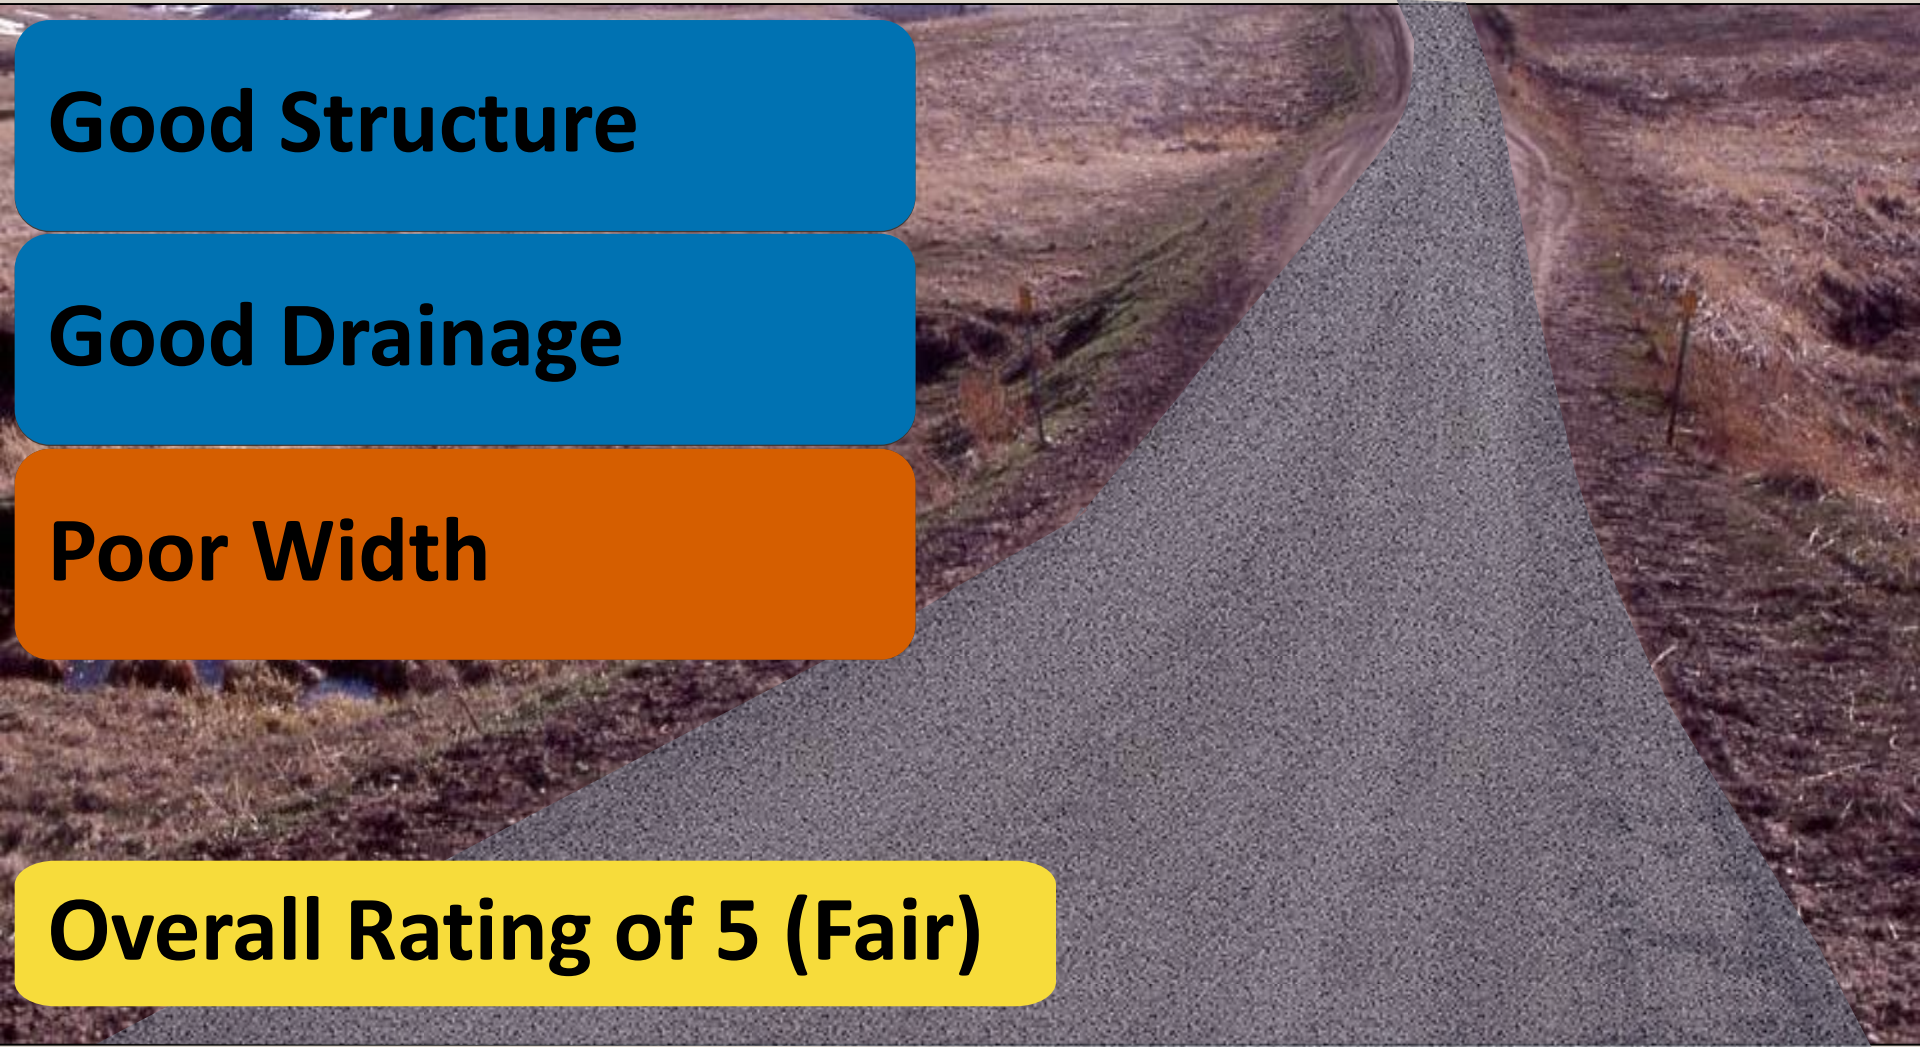 Good Structure
Good Drainage
Poor Width
Overall Rating of 5 (Fair)